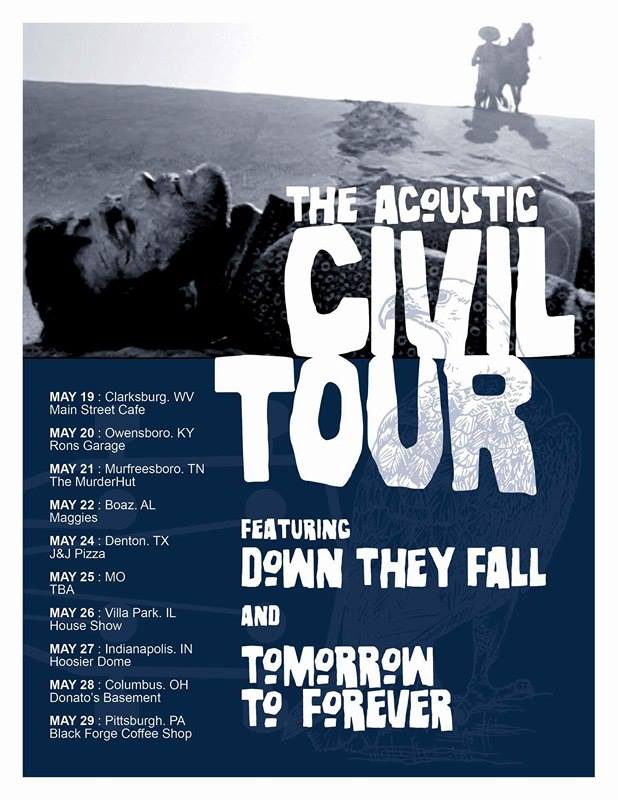 THE ACOUSTIC
CIVIL
TOUR
MAY 19 : Clarksburg. WV
Main Street Cafe
MAY 20 : Owensboro. KY
Rons Garage
MAY 21 : Murfreesboro. TN
The MurderHut
MAY 22 : Boaz. AL
Maggies
MAY 24 : Denton. TX
J&J Pizza
MAY 25 : MO
TBA
MAY 26 : Villa Park. IL
House Show
MAY 27 : Indianapolis. IN
Hoosier Dome
MAY 28 : Columbus. OH
Donato's Basement
MAY 29 : Pittsburgh. PA
Black Forge Coffee Shop
FEATURING
DOWN THEY FALL
AND
TOMORROW
TO FOREVER